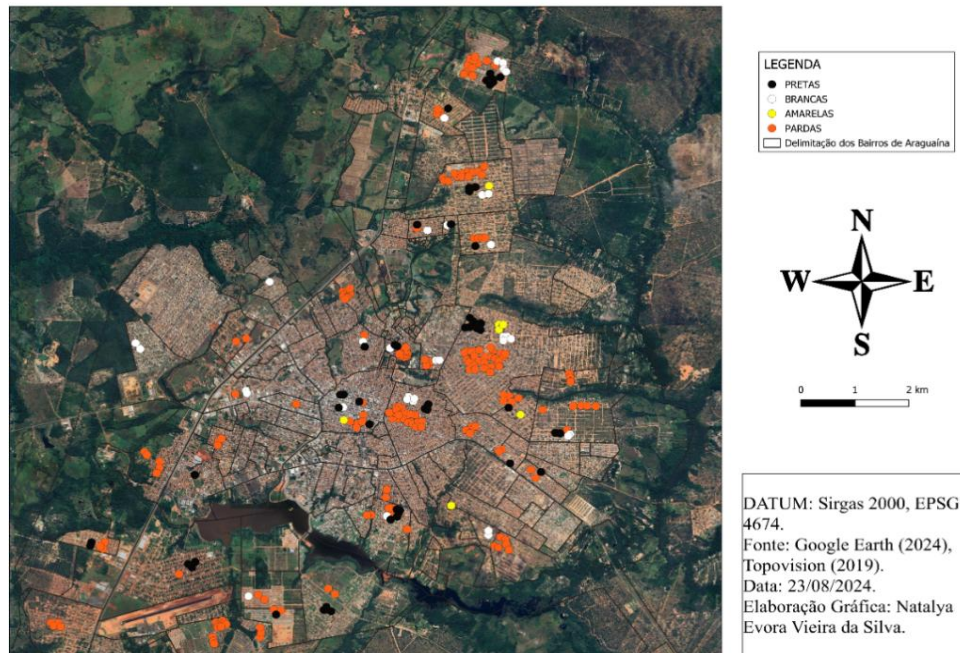 LEGENDA
PRETAS
BRANCAS
AMARELAS
PARDAS
Delimitação dos Bairros de Araguaína
N
W E
S
0 1 2 km
DATUM: Sirgas 2000, EPSG
4674.
Fonte: Google Earth (2024),
Topovision (2019).
Data: 23/08/2024.
Elaboração Gráfica: Natalya
Evora Vieira da Silva.